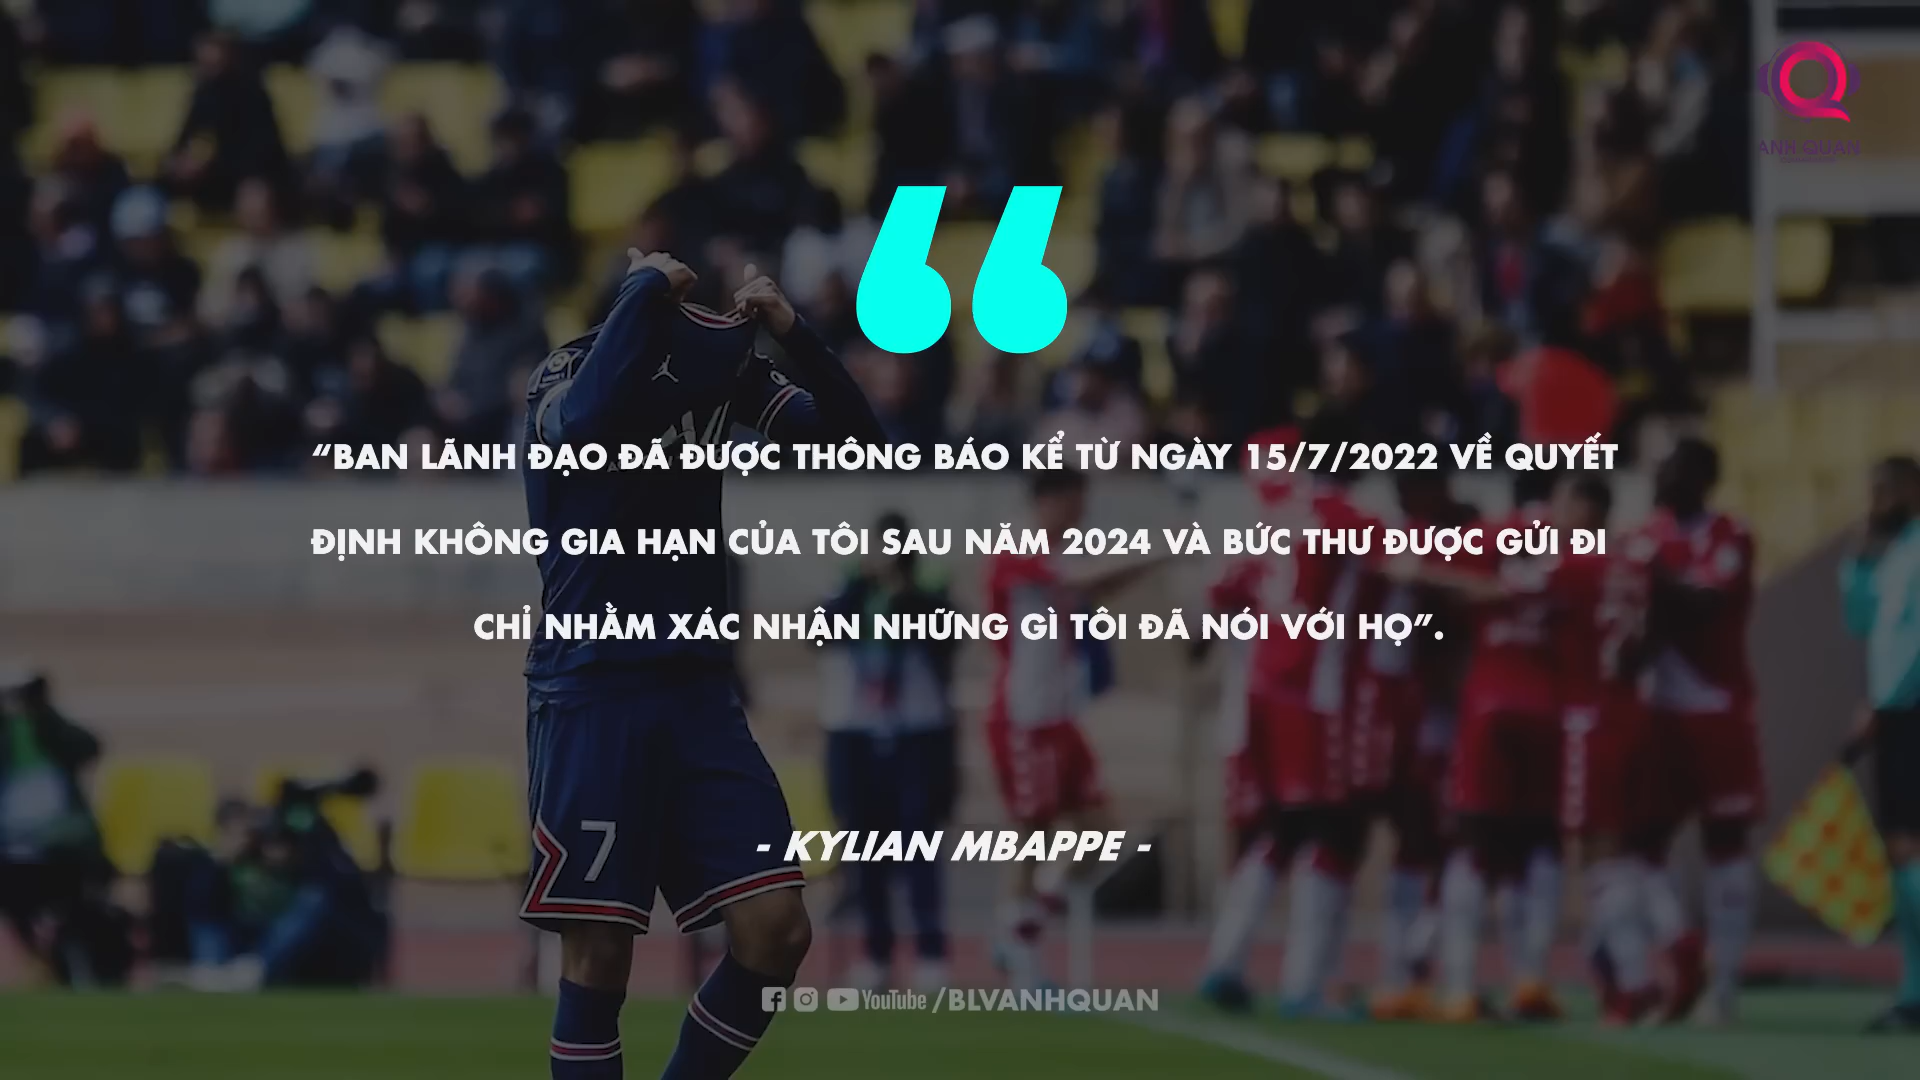 ANH QUAN
“BAN LÃNH ĐẠO ĐÃ ĐƯỢC THÔNG BÁO KỂ TỪ NGÀY 15/7/2022 VỀ QUYẾT
ĐỊNH KHÔNG GIA HẠN CỦA TÔI SAU NĂM 2024 VÀ BỨC THƯ ĐƯỢC GỬI ĐI
CHỈ NHẰM XÁC NHẬN NHỮNG GÌ TÔI ĐÃ NÓI VỚI HỌ”.
7
- KYLIAN MBAPPE -
YouTube /BLVANHQUAN